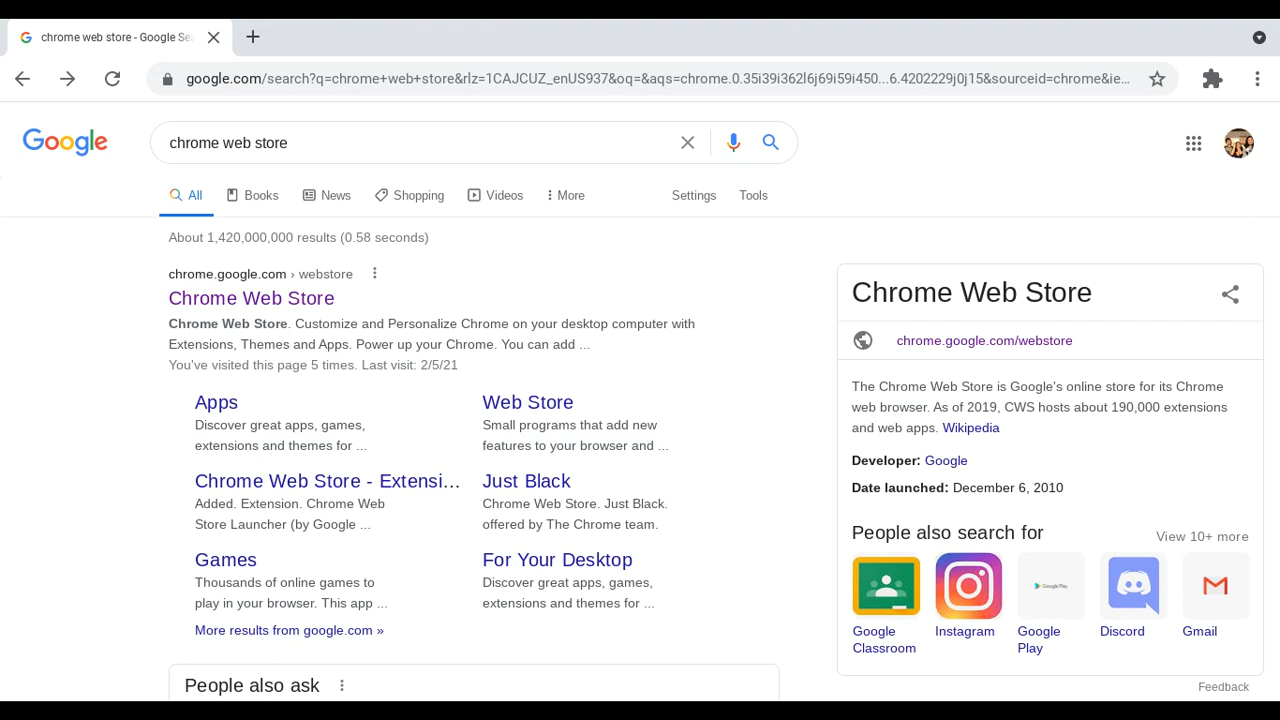 chrome web store - Google Sea
google.com/search?q=chrome+web+store&rlz=1CAJCUZ_enUS937&oq=&aqs=chrome.0.35i39i362l6j69i59i450...6.4202229j0j15&sourceid=chrome&ie...
Google
chrome web store
All
Books
News
Shopping
Videos
More
Settings
Tools
About 1,420,000,000 results (0.58 seconds)
chrome.google.com › webstore
Chrome Web Store
Chrome Web Store. Customize and Personalize Chrome on your desktop computer with
Extensions, Themes and Apps. Power up your Chrome. You can add ...
You've visited this page 5 times. Last visit: 2/5/21
Apps
Discover great apps, games,
extensions and themes for ...
Web Store
Small programs that add new
features to your browser and ...
Chrome Web Store - Extensi...
Added. Extension. Chrome Web
Store Launcher (by Google ...
Just Black
Chrome Web Store. Just Black.
offered by The Chrome team.
Games
Thousands of online games to
play in your browser. This app ...
For Your Desktop
Discover great apps, games,
extensions and themes for ...
More results from google.com »
People also ask
Chrome Web Store
chrome.google.com/webstore
The Chrome Web Store is Google's online store for its Chrome
web browser. As of 2019, CWS hosts about 190,000 extensions
and web apps. Wikipedia
Developer: Google
Date launched: December 6, 2010
People also search for
View 10+ more
Google Play
Google
Classroom
Instagram
Google
Play
Discord
Gmail
Feedback